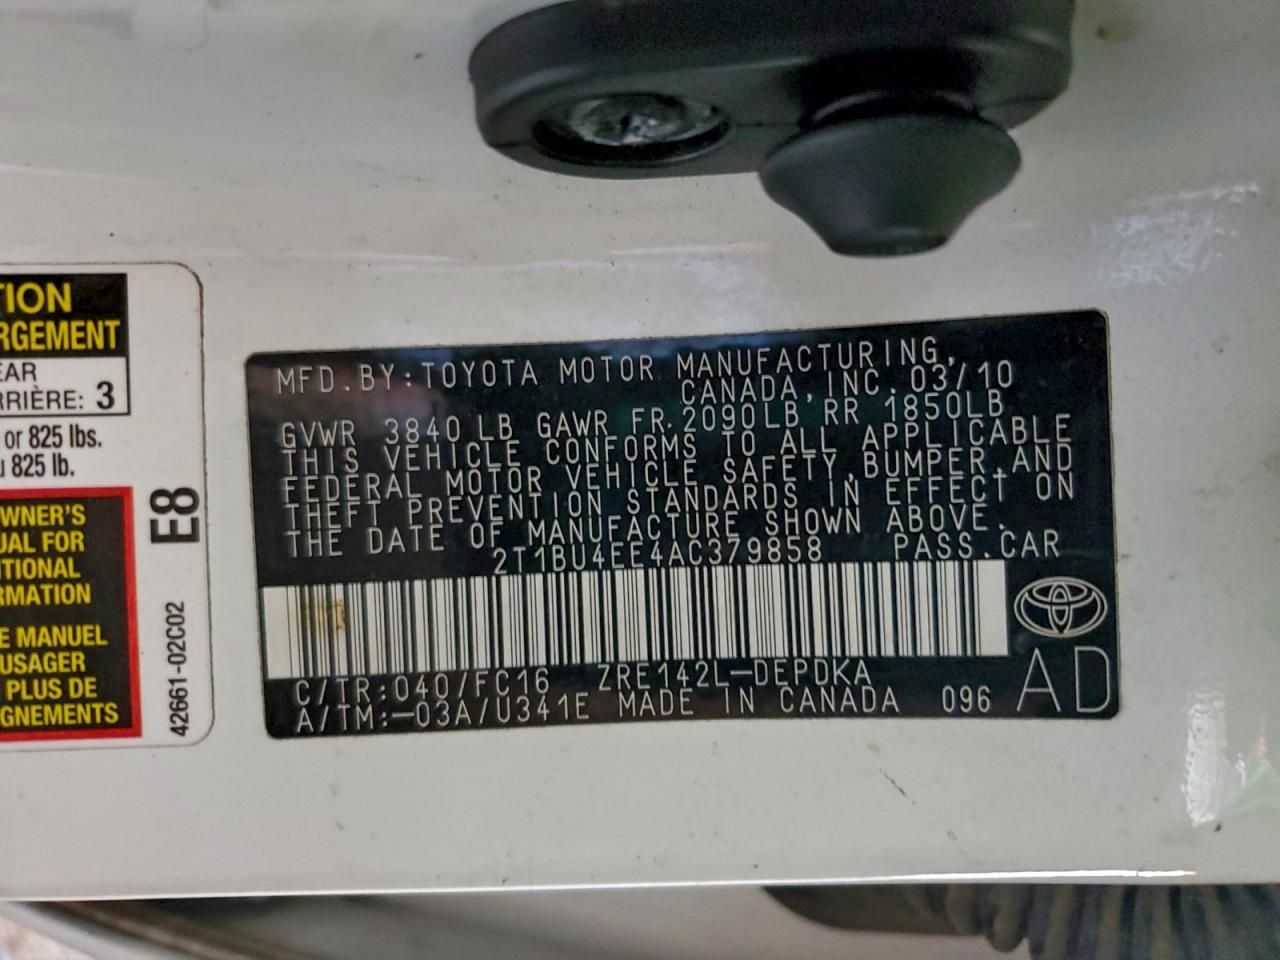 TION
RGEMENT
EAR
RRIÈRE: 3
or 825 lbs.
825 lb.
WNER'S
UAL FOR
ITIONAL
RMATION
E MANUEL
USAGER
PLUS DE
IGNEMENTS
E8
42661-02C02
MFD.BY:TOYOTA MOTOR MANUFACTURING,
CANADA, INC. 03/10
GVWR 3840 LB GAWR FR.2090LB RR 1850LB
THIS VEHICLE CONFORMS TO ALL APPLICABLE
FEDERAL MOTOR VEHICLE SAFETY,BUMPER,AND
THEFT PREVENTION STANDARDS IN EFFECT ON
THE DATE OF MANUFACTURE SHOWN ABOVE.
2T1BU4EE4AC379858 PASS.CAR
C/TR:040/FC16 ZRE142L-DEPDKA
A/TM:-03A/U341E MADE IN CANADA 096
AD